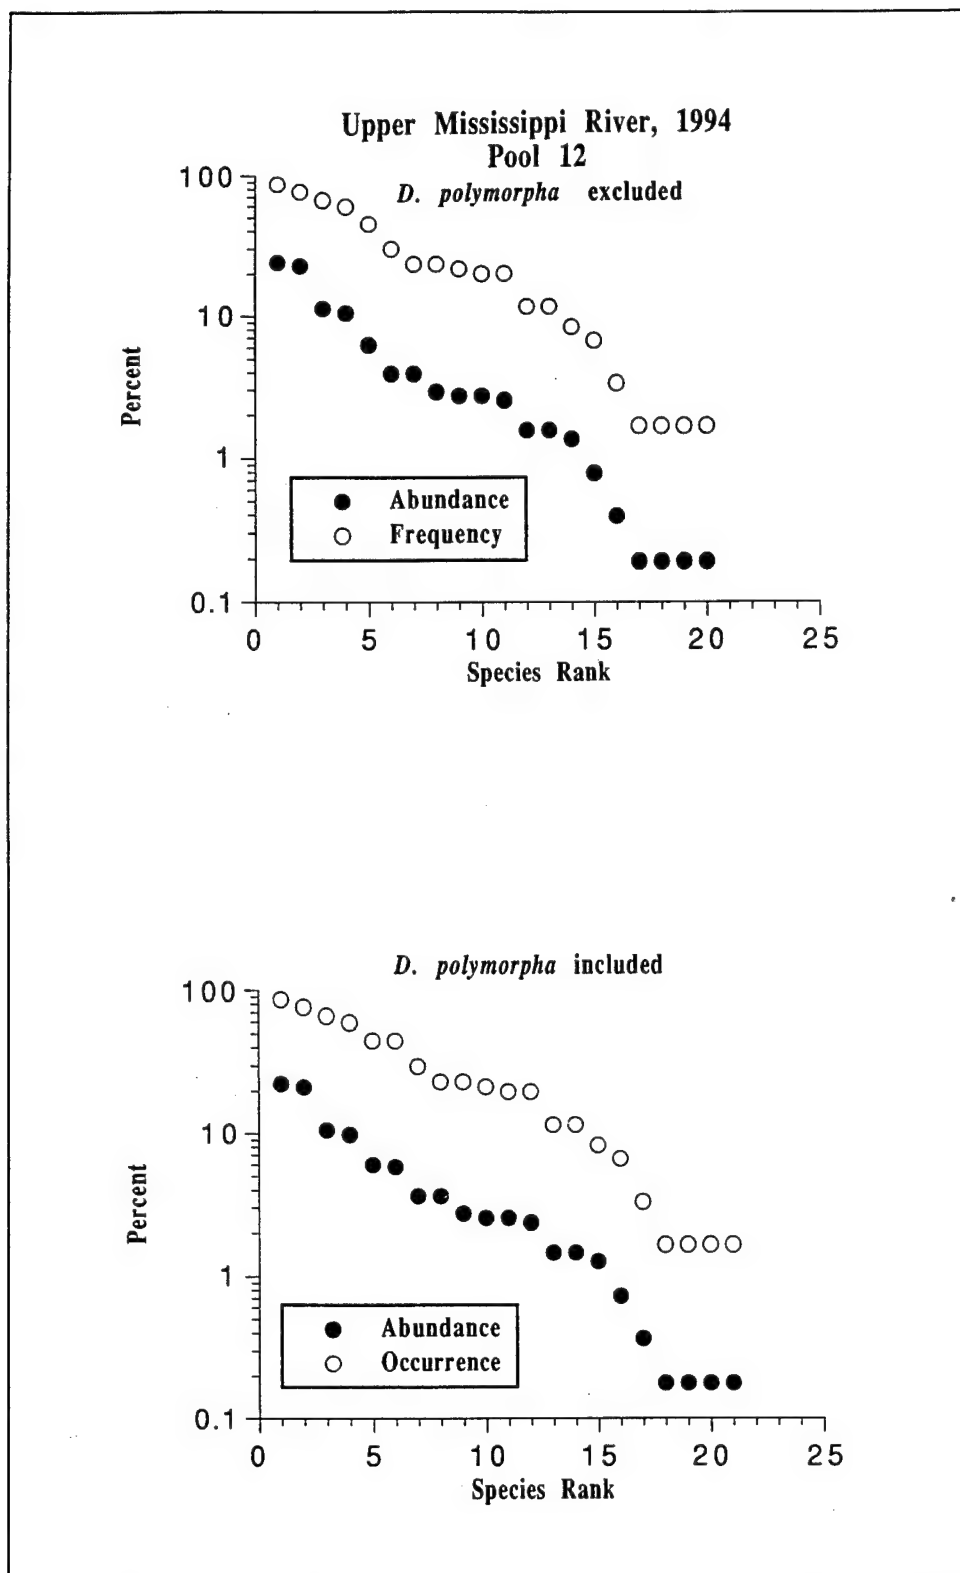 Upper Mississippi River, 1994
Pool 12
D. polymorpha excluded
100
10
1
0.1
Percent
Abundance
Frequency
0 5 10 15 20 25
Species Rank
D. polymorpha included
100
10
1
0.1
Percent
Abundance
Occurrence
0 5 10 15 20 25
Species Rank